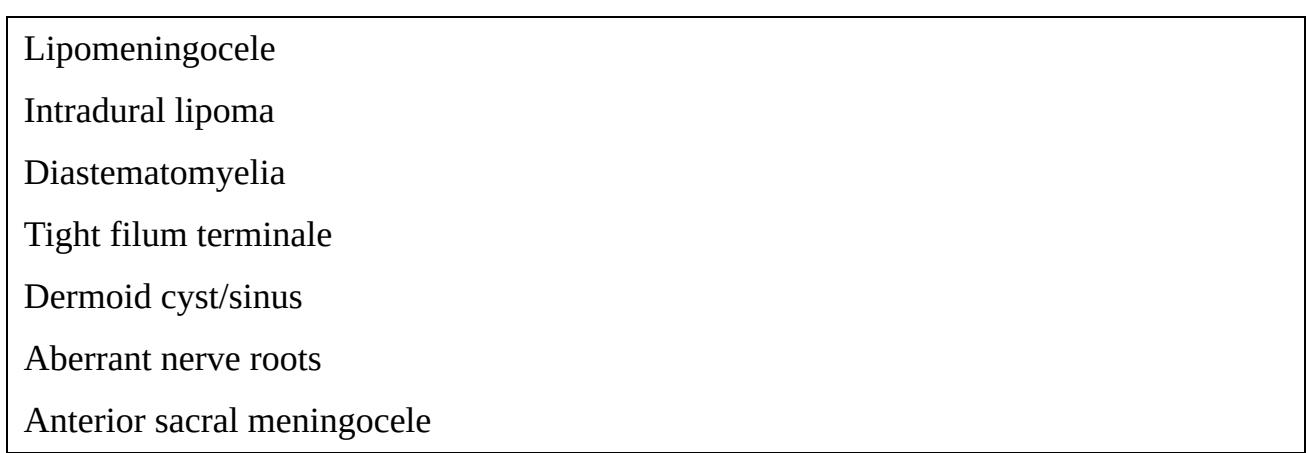 Lipomeningocele
Intradural lipoma
Diastematomyelia
Tight filum terminale
Dermoid cyst/sinus
Aberrant nerve roots
Anterior sacral meningocele